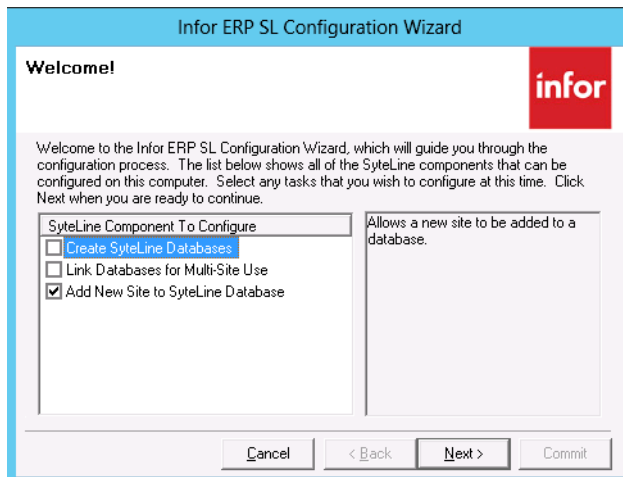 Infor ERP SL Configuration Wizard
Welcome!
infor
Welcome to the Infor ERP SL Configuration Wizard, which will guide you through the
configuration process. The list below shows all of the SyteLine components that can be
configured on this computer. Select any tasks that you wish to configure at this time. Click
Next when you are ready to continue.
SyteLine Component To Configure
Create SyteLine Databases
Link Databases for Multi-Site Use
Add New Site to SyteLine Database
Allows a new site to be added to a
database.
Cancel
< Back
Next >
Commit